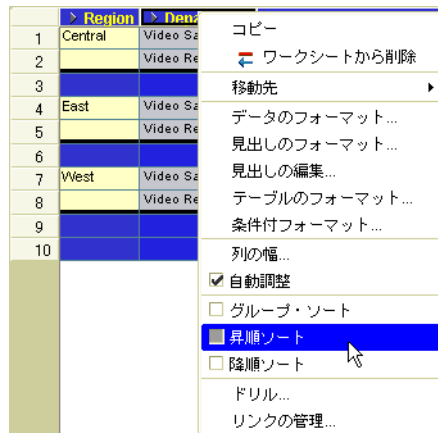 Region
1 Central Video
2 Video
3
4 East Video
5 Video
6
7 West Video
8 Video
9
10
コピー
ワークシートから削除
移動先
データのフォーマット...
見出しのフォーマット...
見出しの編集...
テーブルのフォーマット...
条件付フォーマット...
列の幅...
自動調整
グループ・ソート
昇順ソート
降順ソート
ドリル...
リンクの管理...